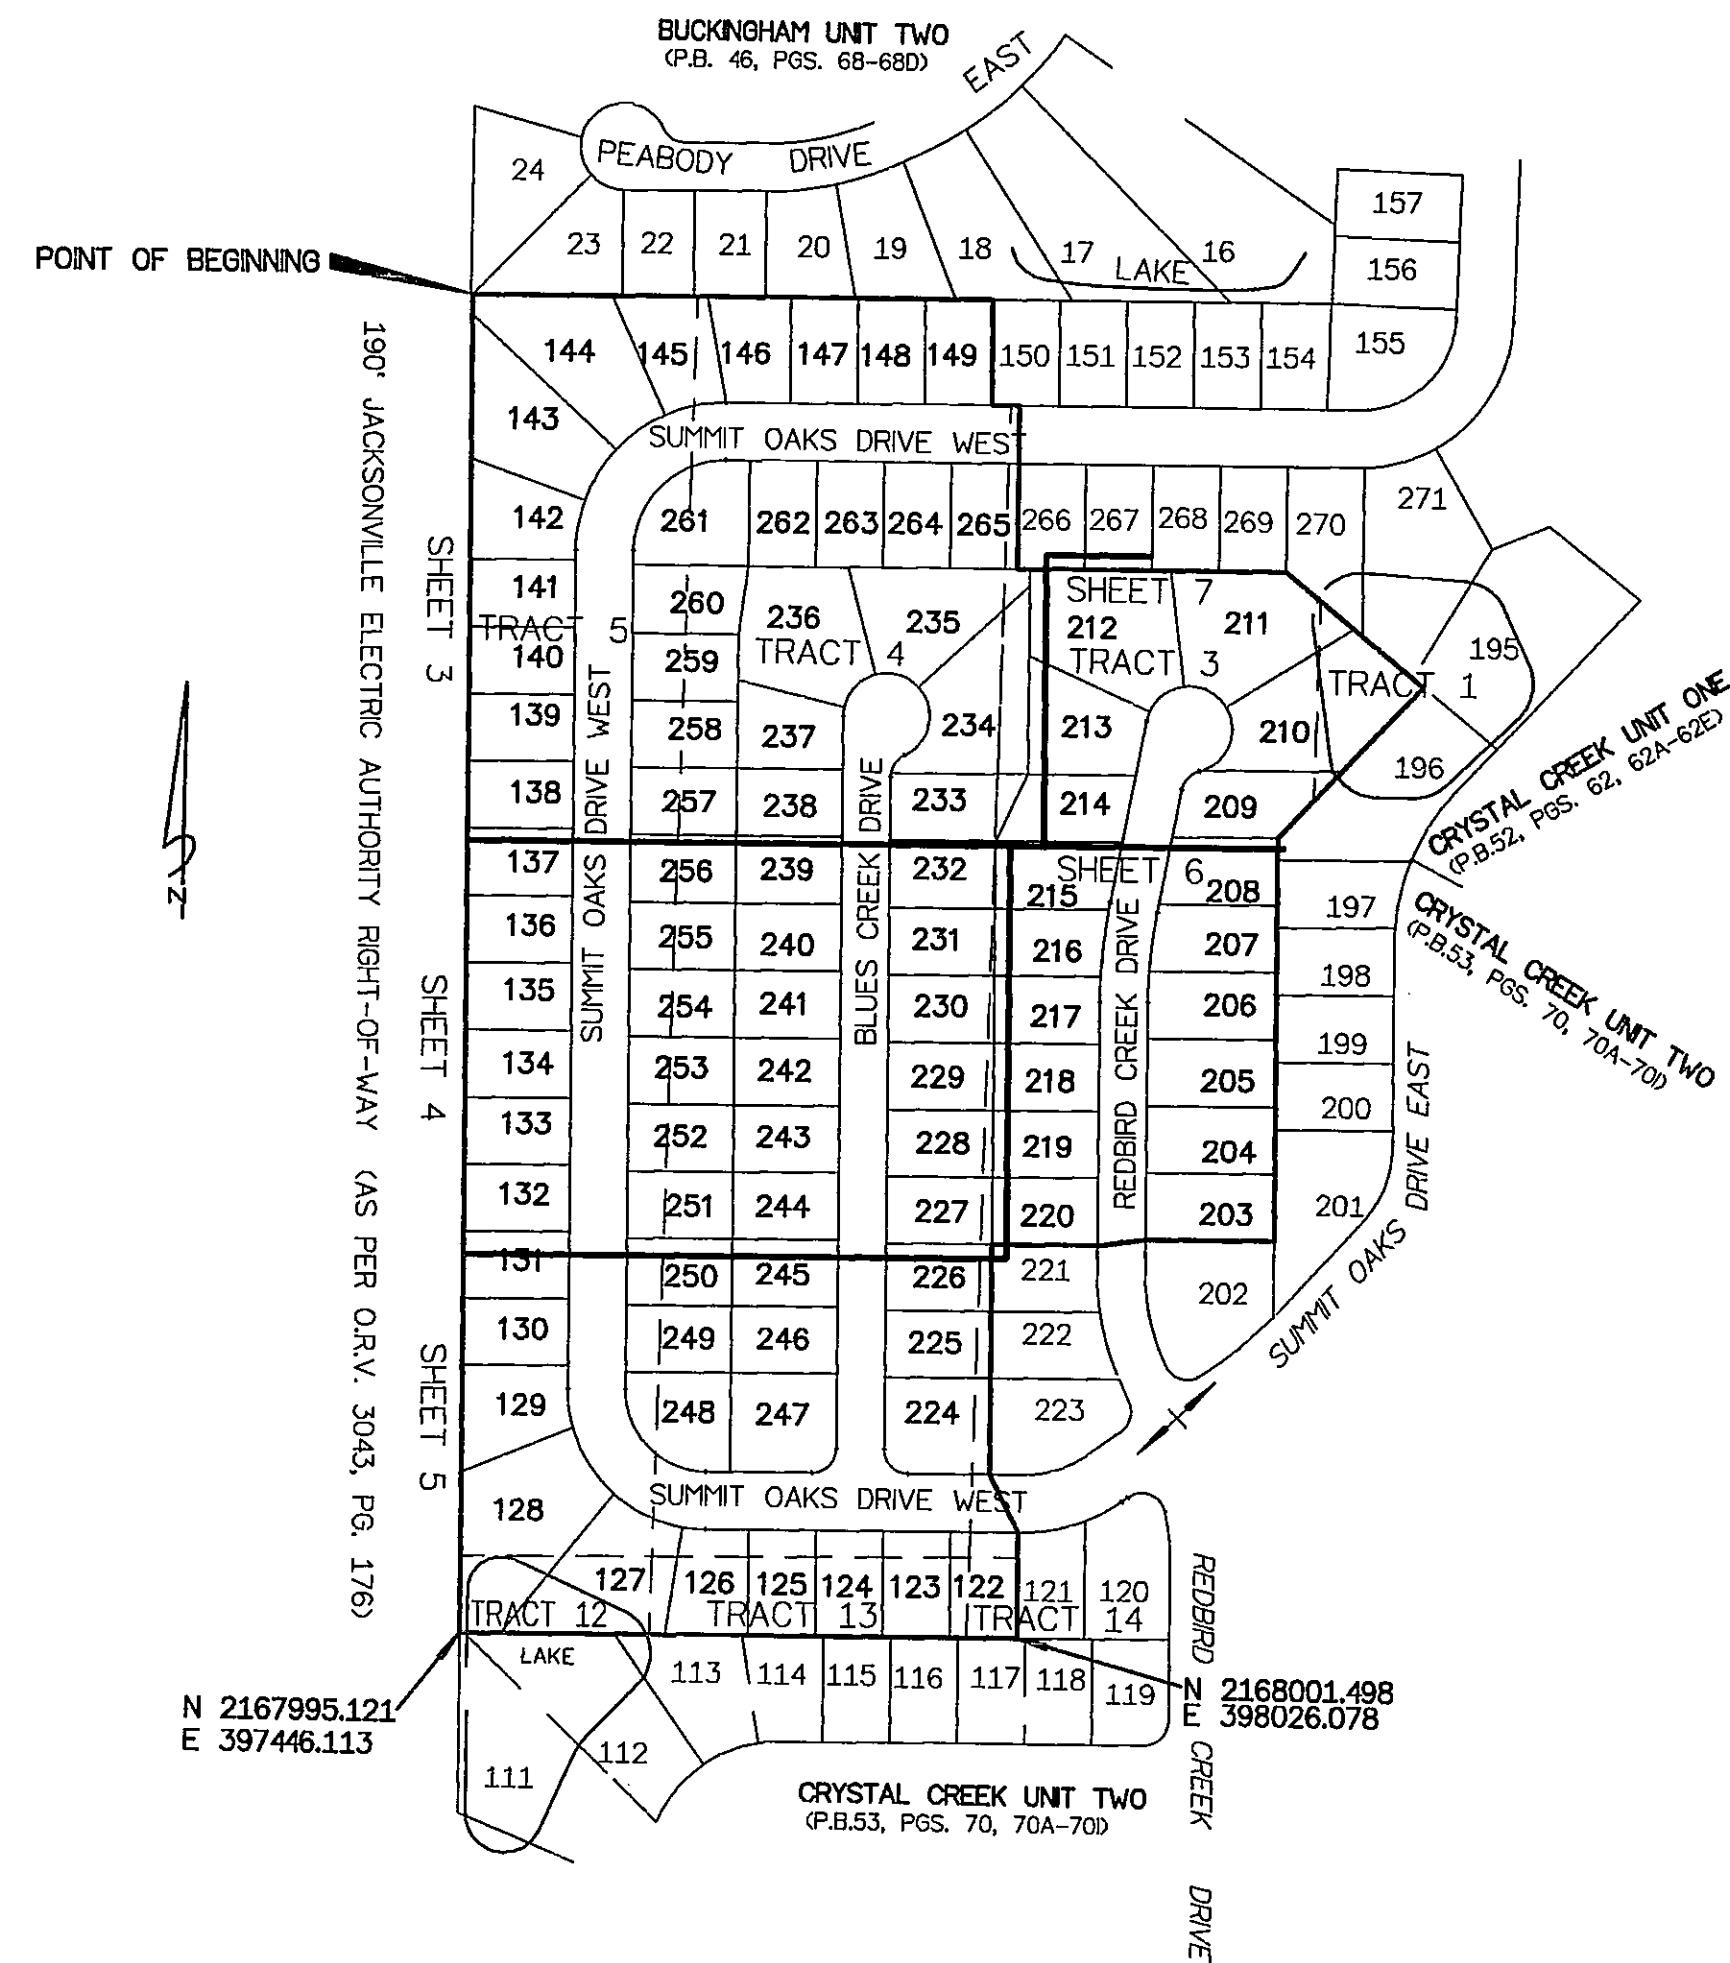 BUCKINGHAM UNIT TWO
(P.B. 46, PGS. 68-68D)
EAST
PEABODY DRIVE
24
157
23 22 21 20 19 18 17 16
LAKE
156
POINT OF BEGINNING
144 145 146 147 148 149 150 151 152 153 154 155
143
SUMMIT OAKS DRIVE WEST
142 261 262 263 264 265 266 267 268 269 270 271
SHEET 7
141 260 236 235 212 211
TRACT 5
TRACT 4
TRACT 3
TRACT 1
195
140 259
139 258 237 234 213 210
196
138 257 238 233 214 209
SHEET 3
190' JACKSONVILLE ELECTRIC AUTHORITY RIGHT-OF-WAY (AS PER O.R.V. 3043, PG. 176)
SUMMIT OAKS DRIVE WEST
BLUES CREEK DRIVE
REDBIRD CREEK DRIVE
CRYSTAL CREEK UNIT ONE
(P.B.52, PGS. 62, 62A-62E)
CRYSTAL CREEK UNIT TWO
(P.B.53, PGS. 70, 70A-70I)
N
SHEET 6
137 256 239 232 215 208
197
136 255 240 231 216 207
198
135 254 241 230 217 206
199
134 253 242 229 218 205
200
133 252 243 228 219 204
132 251 244 227 220 203
201
SHEET 4
SUMMIT OAKS DRIVE EAST
131 250 245 226 221
202
130 249 246 225 222
129 248 247 224 223
SHEET 5
SUMMIT OAKS DRIVE WEST
128
127 126 125 124 123 122 121 120
TRACT 12 TRACT 13 TRACT 14
LAKE
113 114 115 116 117 118 119
N 2167995.121
E 397446.113
N 2168001.498
E 398026.078
112
111
CRYSTAL CREEK UNIT TWO
(P.B.53, PGS. 70, 70A-70I)
REDBIRD CREEK DRIVE